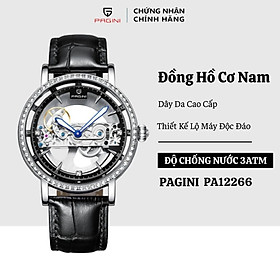 PAGINI
CHỨNG NHẬN
CHÍNH HÃNG
Đồng Hồ Cơ Nam
Dây Da Cao Cấp
Thiết Kế Lộ Máy Độc Đáo
ĐỘ CHỐNG NƯỚC 3ATM
PAGINI PA12266
PAGINI